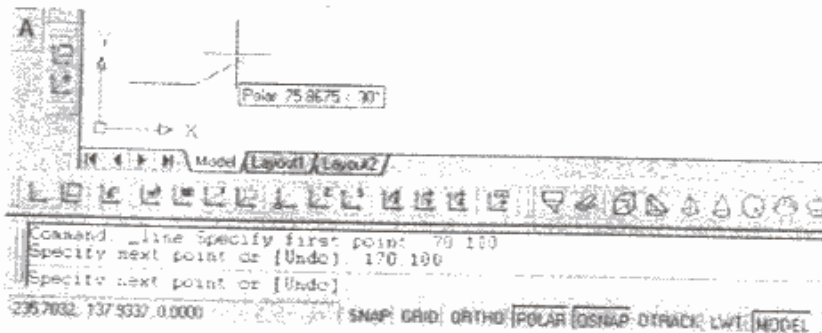 A
Y
Polar: 75.8675 < 30°
X
Model Layout1 Layout2
Command: _line Specify first point: 70,100
Specify next point or [Undo]: 170,100
Specify next point or [Undo]:
235.7032, 137.9337, 0.0000 SNAP GRID ORTHO POLAR OSNAP OTRACK LWT MODEL